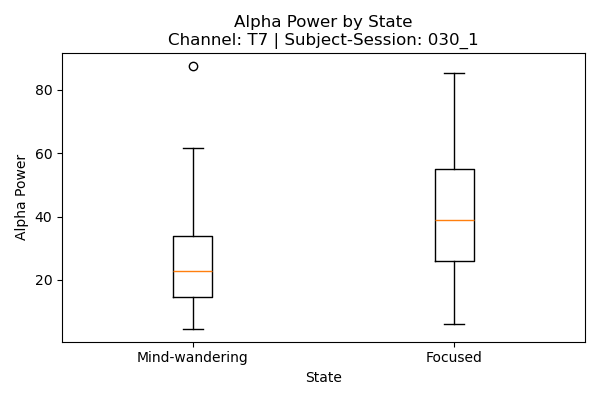 Alpha Power by State
Channel: T7 | Subject-Session: 030_1
80
60
40
20
Alpha Power
Mind-wandering
Focused
State